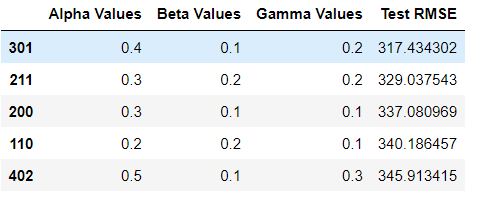 Alpha Values Beta Values Gamma Values Test RMSE
301 0.4 0.1 0.2 317.434302
211 0.3 0.2 0.2 329.037543
200 0.3 0.1 0.1 337.080969
110 0.2 0.2 0.1 340.186457
402 0.5 0.1 0.3 345.913415